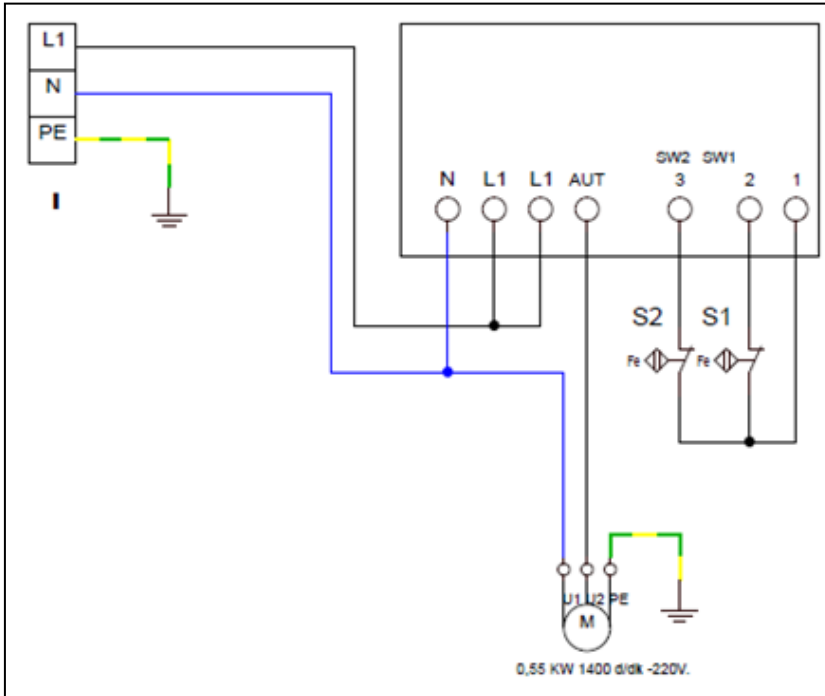 L1
N
PE
I
SW2 SW1
N L1 L1 AUT 3 2 1
S2 S1
Fe Fe
U1 U2 PE
M
0,55 KW 1400 d/dk -220V.